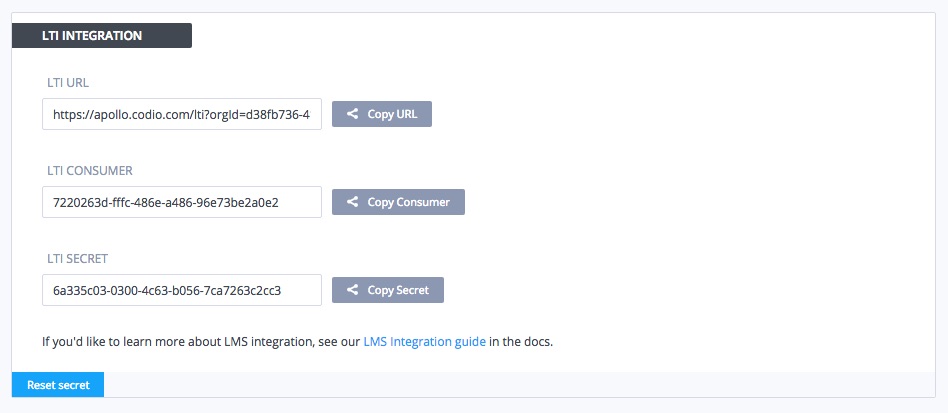 LTI INTEGRATION
LTI URL
https://apollo.codio.com/lti?orgId=d38fb736-4
Copy URL
LTI CONSUMER
7220263d-fffc-486e-a486-96e73be2a0e2
Copy Consumer
LTI SECRET
6a335c03-0300-4c63-b056-7ca7263c2cc3
Copy Secret
If you'd like to learn more about LMS integration, see our LMS Integration guide in the docs.
Reset secret